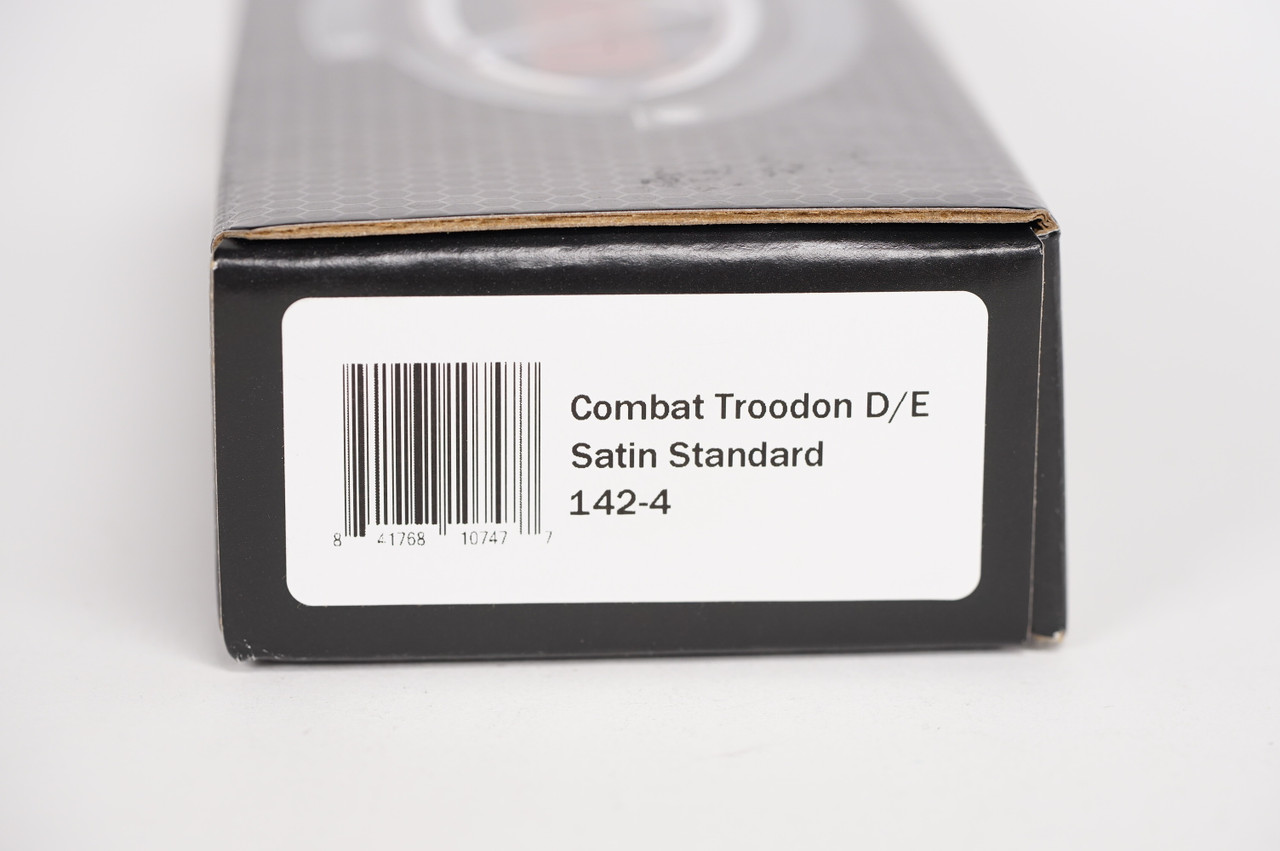 Combat Troodon D/E
Satin Standard
142-4
8 41768 10747 7